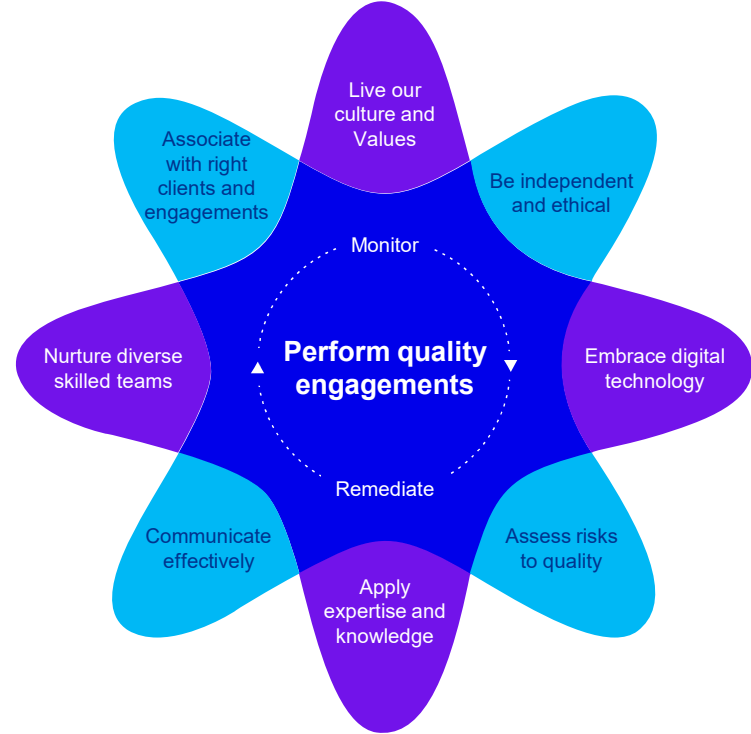 Live our
culture and
Values
Associate
with right
clients and
engagements
Be independent
and ethical
Monitor
Nurture diverse
skilled teams
Perform quality
engagements
Embrace digital
technology
Remediate
Communicate
effectively
Assess risks
to quality
Apply
expertise and
knowledge